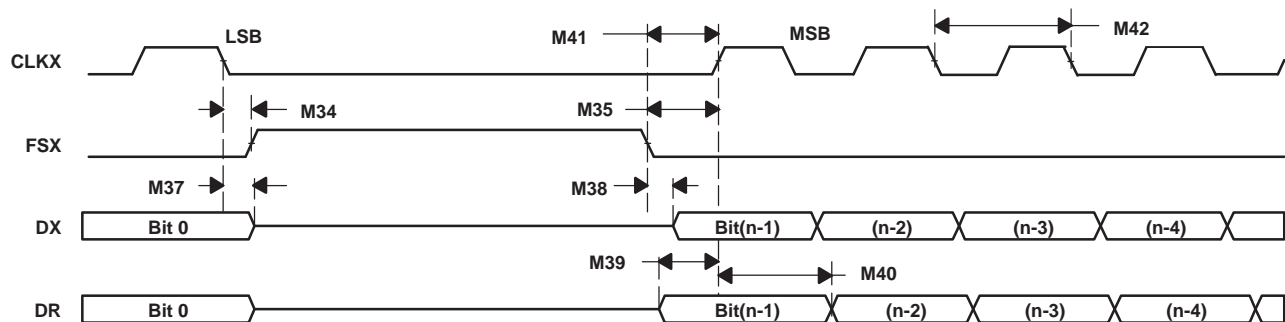 LSB
M41
MSB
M42
CLKX
M34
M35
FSX
M37
M38
DX
Bit 0
Bit(n-1)
(n-2)
(n-3)
(n-4)
M39
M40
DR
Bit 0
Bit(n-1)
(n-2)
(n-3)
(n-4)